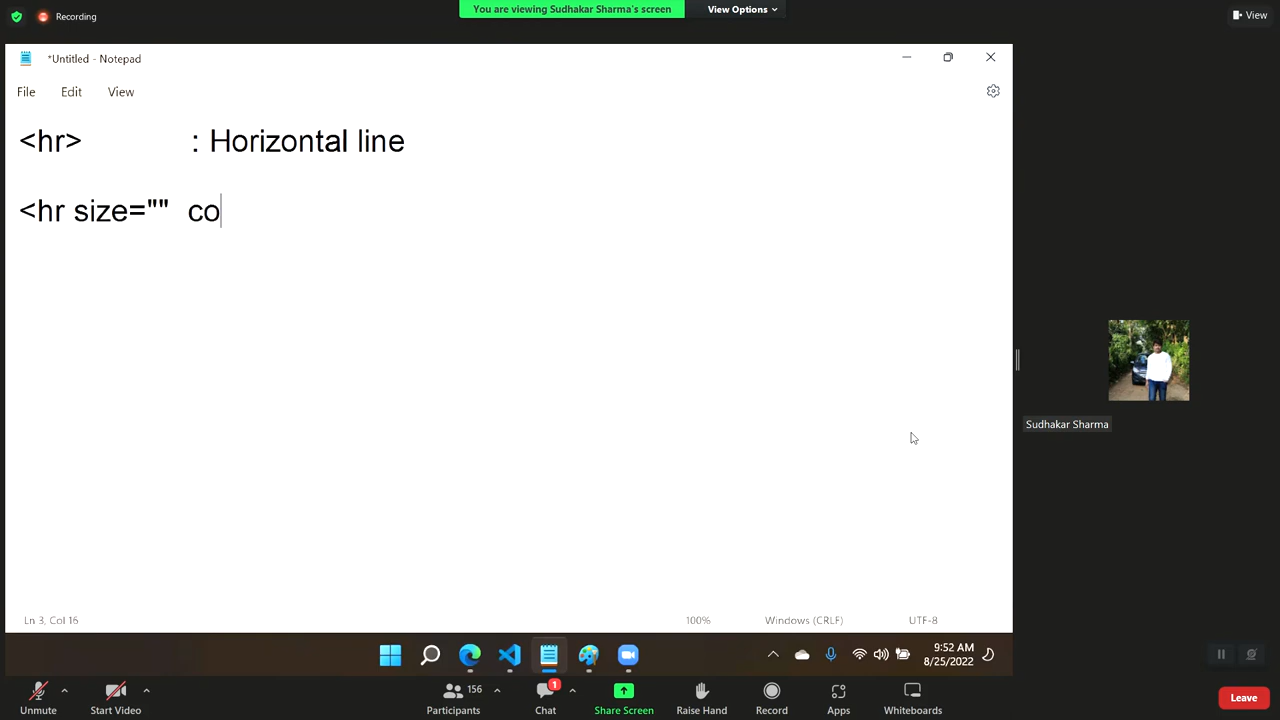 Recording
You are viewing Sudhakar Sharma's screen
View Options
View
*Untitled - Notepad
File Edit View
<hr> : Horizontal line
<hr size="" co
Sudhakar Sharma
Ln 3, Col 16 100% Windows (CRLF) UTF-8
9:52 AM
8/25/2022
156
1
Unmute Start Video Participants Chat Share Screen Raise Hand Record Apps Whiteboards Leave